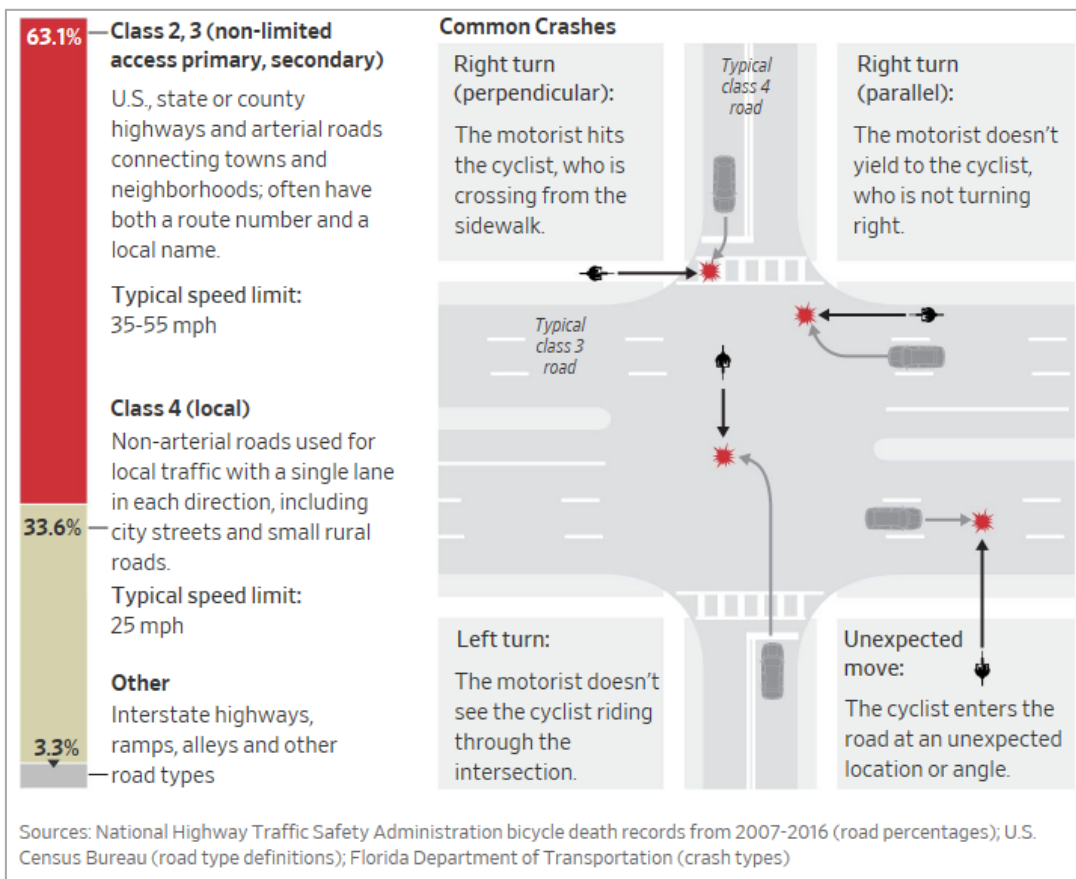 63.1%
Class 2, 3 (non-limited
access primary, secondary)
U.S., state or county
highways and arterial roads
connecting towns and
neighborhoods; often have
both a route number and a
local name.
Typical speed limit:
35-55 mph
33.6%
Class 4 (local)
Non-arterial roads used for
local traffic with a single lane
in each direction, including
city streets and small rural
roads.
Typical speed limit:
25 mph
3.3%
Other
Interstate highways,
ramps, alleys and other
road types
Common Crashes
Right turn
(perpendicular):
The motorist hits
the cyclist, who is
crossing from the
sidewalk.
Typical
class 4
road
Right turn
(parallel):
The motorist doesn’t
yield to the cyclist,
who is not turning
right.
Typical
class 3
road
Left turn:
The motorist doesn’t
see the cyclist riding
through the
intersection.
Unexpected
move:
The cyclist enters the
road at an unexpected
location or angle.
Sources: National Highway Traffic Safety Administration bicycle death records from 2007-2016 (road percentages); U.S.
Census Bureau (road type definitions); Florida Department of Transportation (crash types)